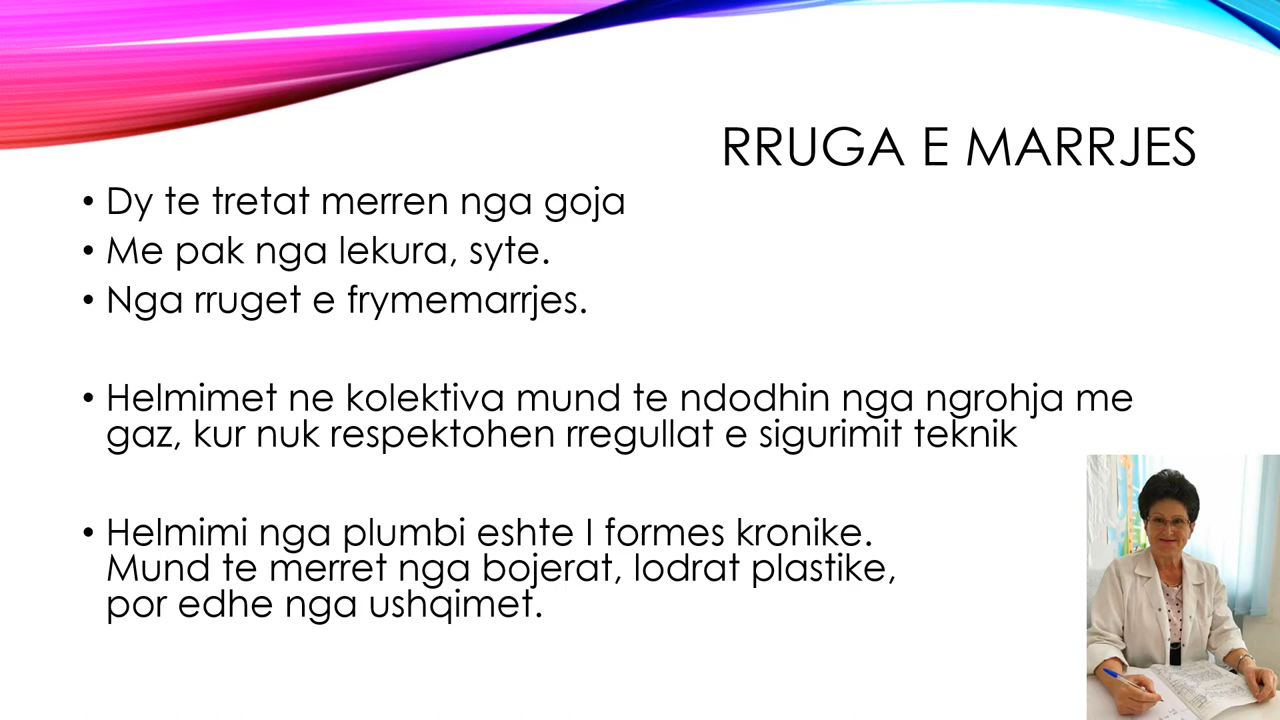 RRUGA E MARRJES
• Dy te tretat merren nga goja
• Me pak nga lekura, syte.
• Nga rruget e frymemarrjes.
• Helmimet ne kolektiva mund te ndodhin nga ngrohja me
gaz, kur nuk respektohen rregullat e sigurimit teknik
• Helmimi nga plumbi eshte I formes kronike.
Mund te merret nga bojerat, lodrat plastike,
por edhe nga ushqimet.